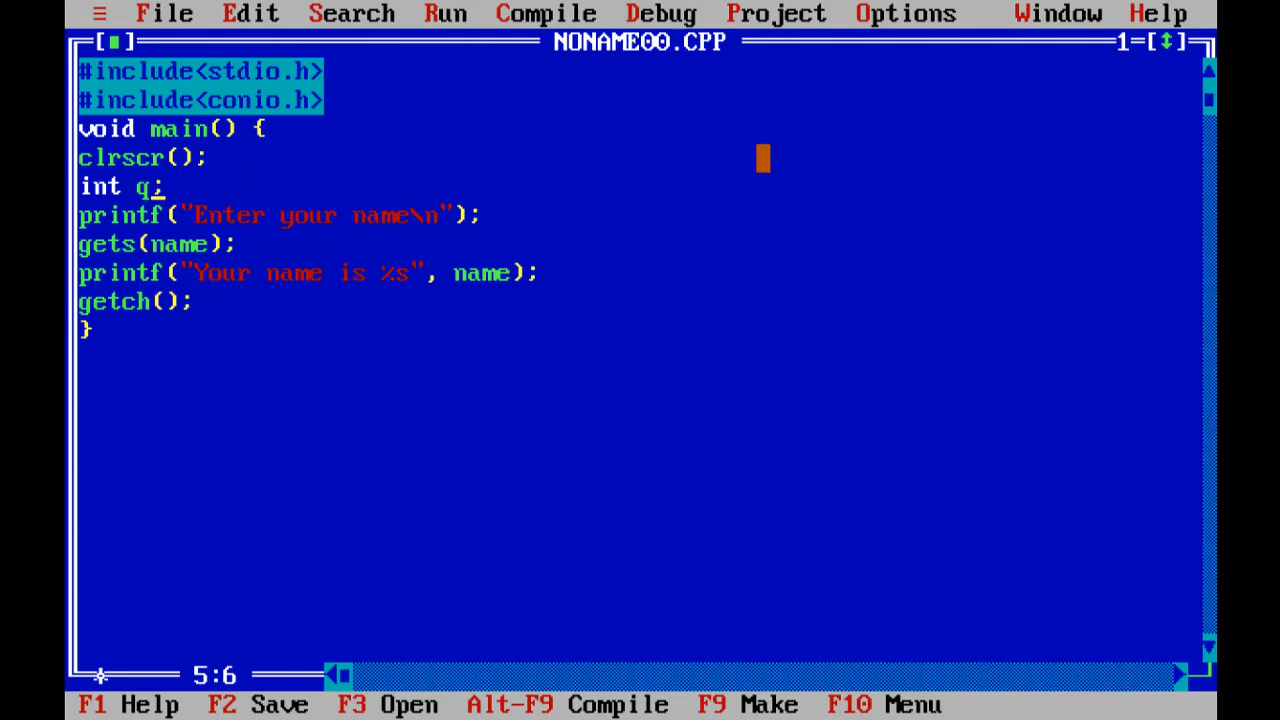 ≡ File Edit Search Run Compile Debug Project Options Window Help
[■] NONAME00.CPP 1=[↕]
#include<stdio.h>
#include<conio.h>
void main() {
clrscr();
int q;
printf("Enter your name\n");
gets(name);
printf("Your name is %s", name);
getch();
}
5:6
F1 Help F2 Save F3 Open Alt-F9 Compile F9 Make F10 Menu